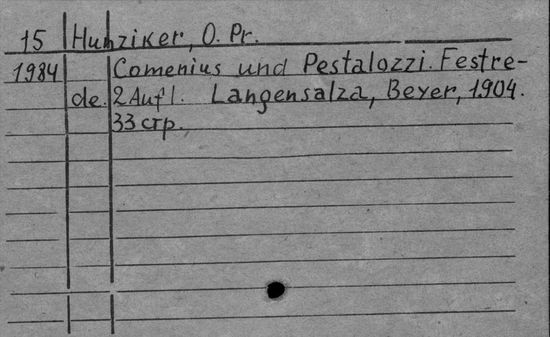 15 Hunziker, O. Pr.
1984 Comenius und Pestalozzi. Festre-
de. 2 Aufl. Langensalza, Beyer, 1904.
33 стр.